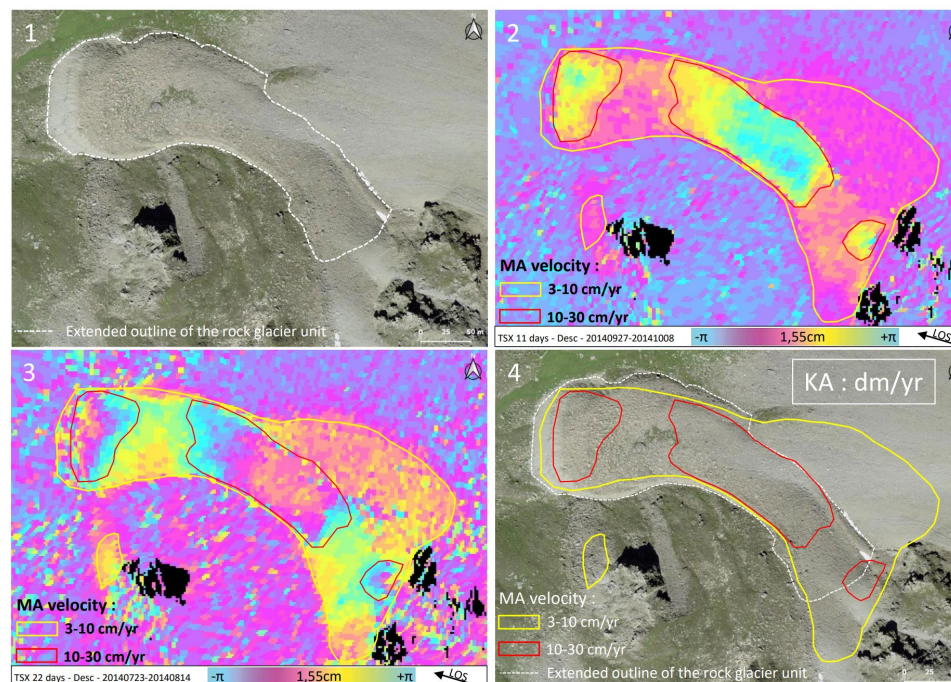 1
Extended outline of the rock glacier unit
0 25 50 m
2
MA velocity :
3-10 cm/yr
10-30 cm/yr
TSX 11 days - Desc - 20140927-20141008
-π 1,55cm +π
LOS
3
MA velocity :
3-10 cm/yr
10-30 cm/yr
TSX 22 days - Desc - 20140723-20140814
-π 1,55cm +π
LOS
4
KA : dm/yr
MA velocity :
3-10 cm/yr
10-30 cm/yr
Extended outline of the rock glacier unit
0 25